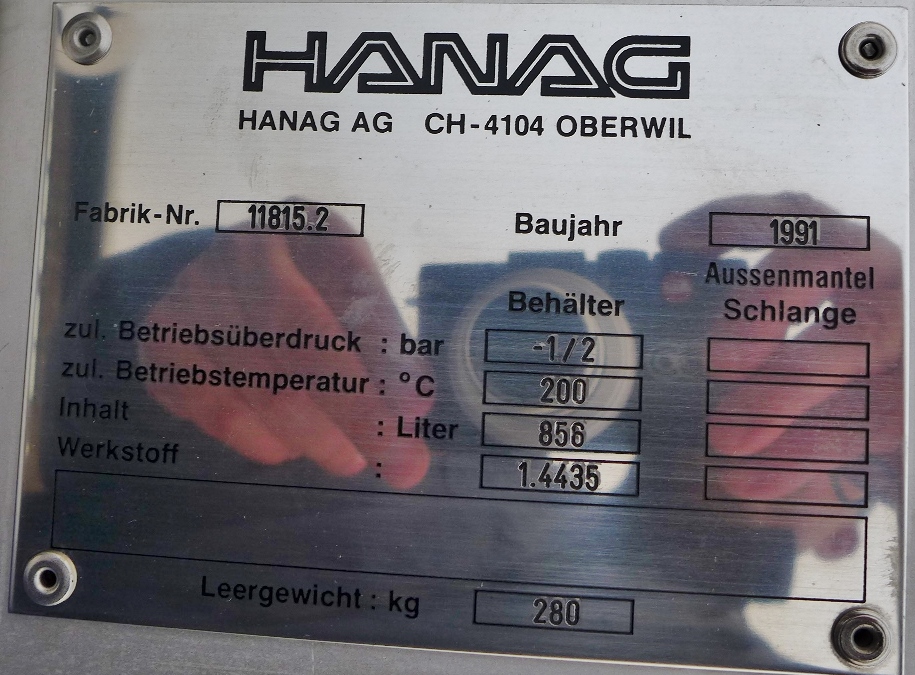 HANAG
HANAG AG CH-4104 OBERWIL
Fabrik-Nr. 11815.2 Baujahr 1991
Behälter Aussenmantel Schlange
zul. Betriebsüberdruck : bar -1/2
zul. Betriebstemperatur : °C 200
Inhalt : Liter 856
Werkstoff : 1.4435
Leergewicht : kg 280